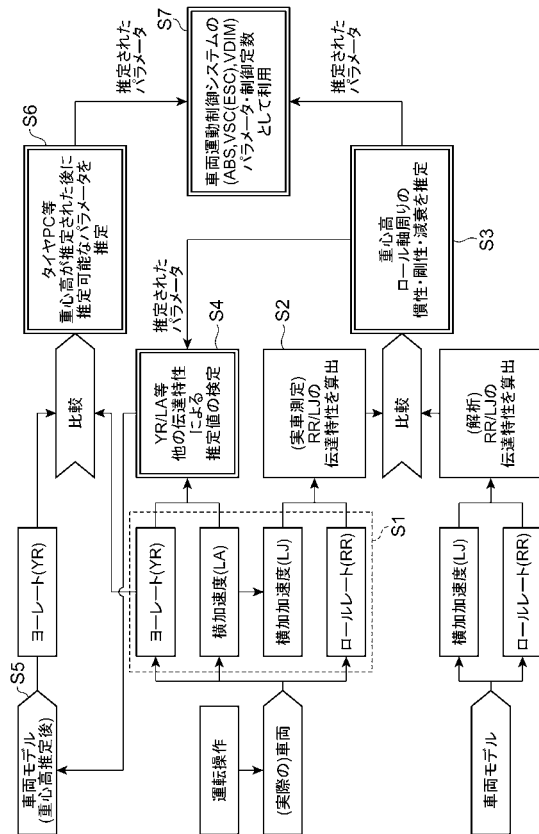 S5
車両モデル
(重心高推定後)
ヨーレート(YR)
比較
S6
タイヤPC等
重心高が推定された後に
推定可能なパラメータを
推定
推定された
パラメータ
S7
車両運動制御システムの
(ABS,VSC(ESC),VDIM)
パラメータ・制御定数
として利用
推定された
パラメータ
運転操作
(実際の)車両
ヨーレート(YR)
横加速度(LA)
横加加速度(LJ)
ロールレート(RR)
S1
YR/LA等
他の伝達特性
による
推定値の検定
S4
推定された
パラメータ
(実車測定)
RR/LJの
伝達特性を算出
S2
比較
重心高
ロール軸周りの
慣性・剛性・減衰を推定
S3
車両モデル
横加加速度(LJ)
ロールレート(RR)
(解析)
RR/LJの
伝達特性を算出